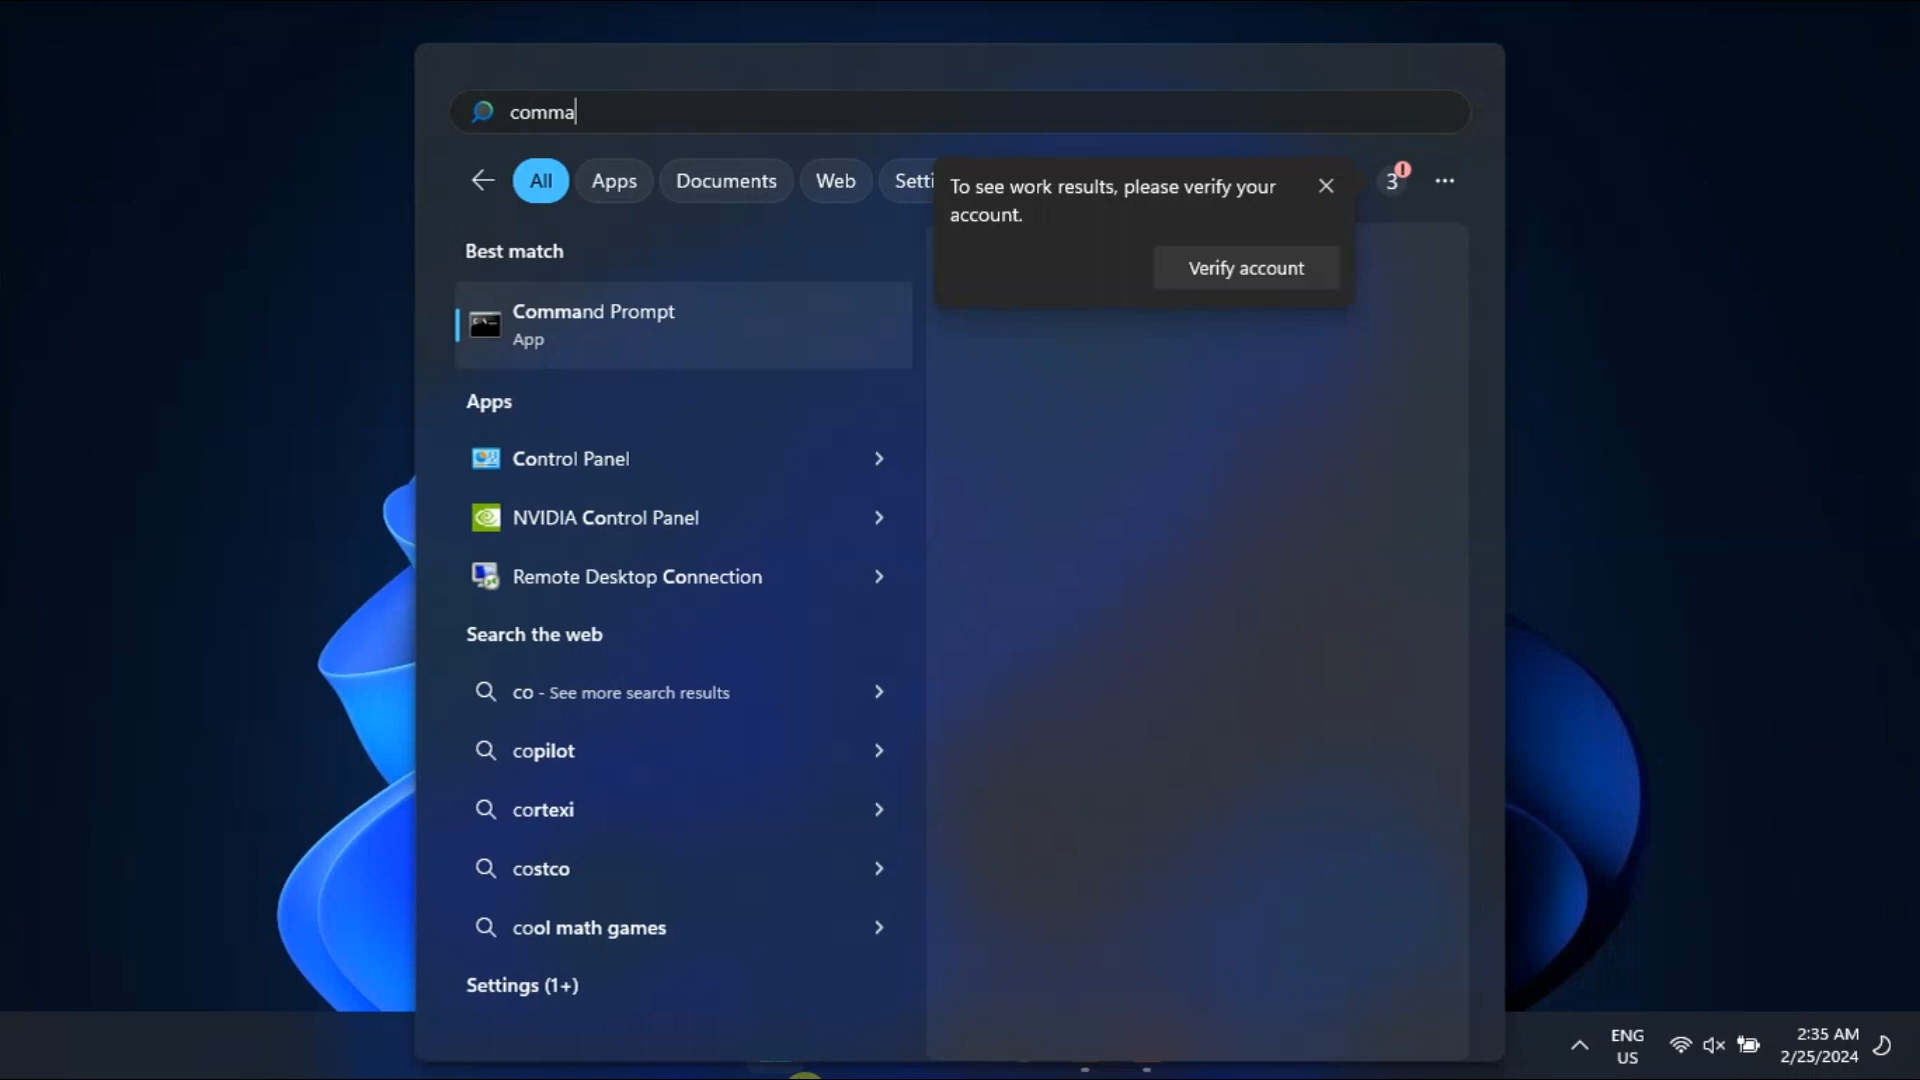 comma
All
Apps
Documents
Web
Setti
To see work results, please verify your
account.
Verify account
3
Best match
Command Prompt
App
Apps
Control Panel
NVIDIA Control Panel
Remote Desktop Connection
Search the web
co - See more search results
copilot
cortexi
costco
cool math games
Settings (1+)
ENG
US
2:35 AM
2/25/2024